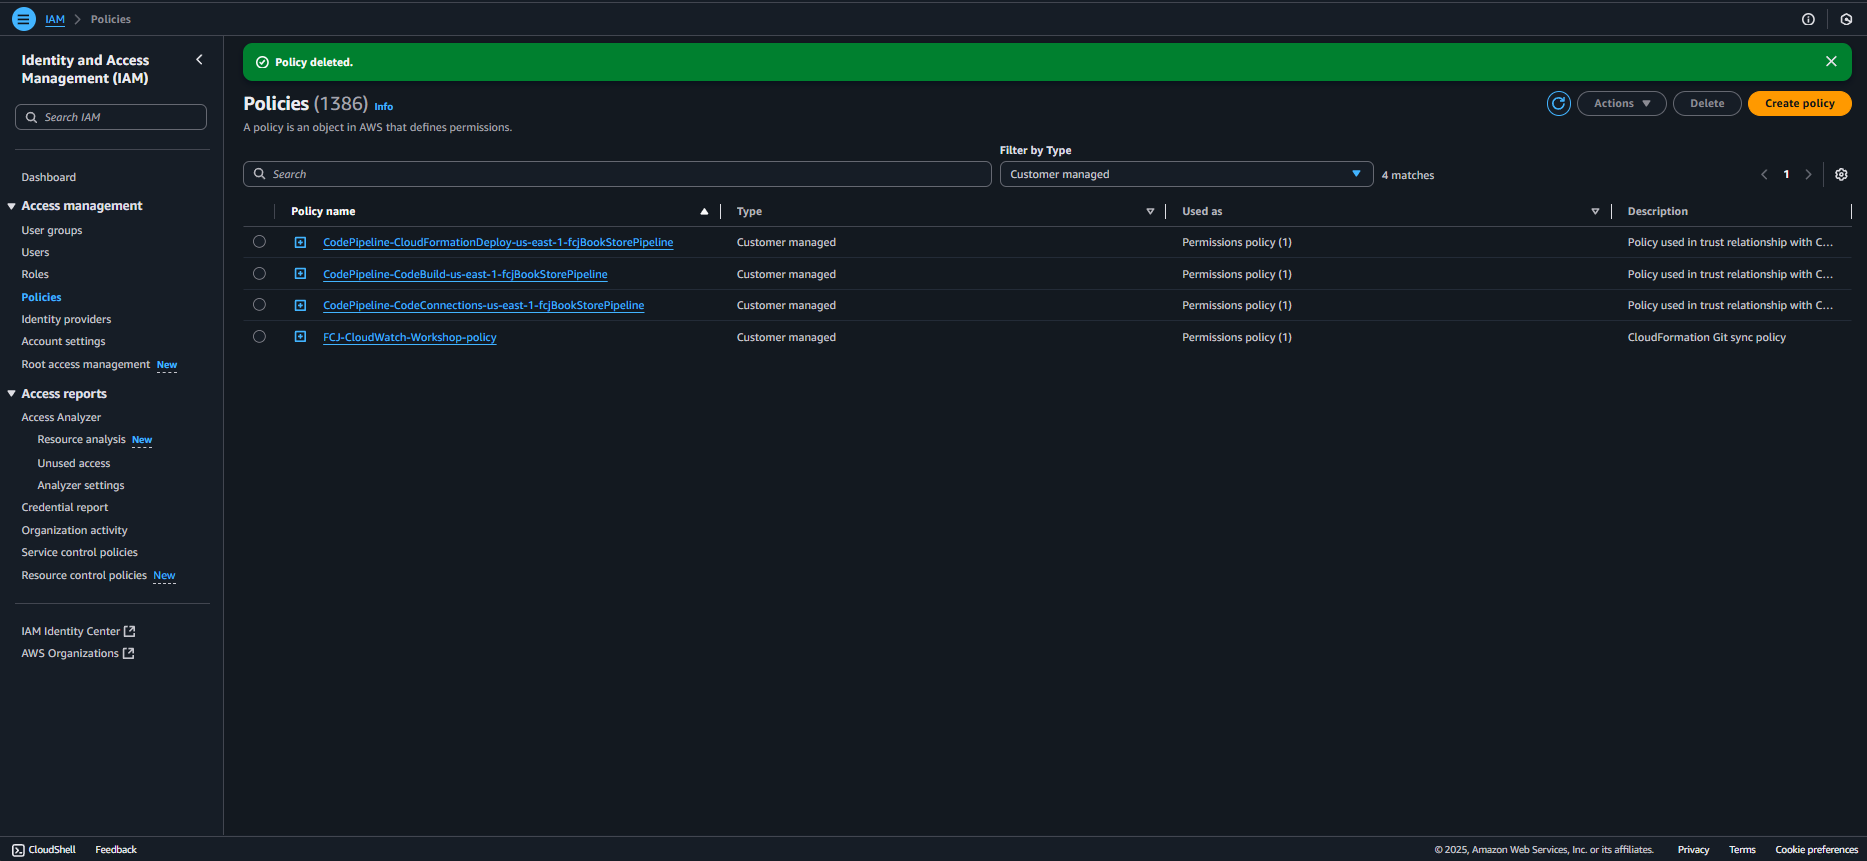 IAM > Policies
Identity and Access Management (IAM)
Search IAM
Dashboard
Access management
User groups
Users
Roles
Policies
Identity providers
Account settings
Root access management New
Access reports
Access Analyzer
Resource analysis New
Unused access
Analyzer settings
Credential report
Organization activity
Service control policies
Resource control policies New
IAM Identity Center
AWS Organizations
Policy deleted.
Policies (1386) Info
A policy is an object in AWS that defines permissions.
Actions Delete Create policy
Filter by Type
Search Customer managed 4 matches 1
Policy name Type Used as Description
CodePipeline-CloudFormationDeploy-us-east-1-fcjBookStorePipeline Customer managed Permissions policy (1) Policy used in trust relationship with C...
CodePipeline-CodeBuild-us-east-1-fcjBookStorePipeline Customer managed Permissions policy (1) Policy used in trust relationship with C...
CodePipeline-CodeConnections-us-east-1-fcjBookStorePipeline Customer managed Permissions policy (1) Policy used in trust relationship with C...
FCJ-CloudWatch-Workshop-policy Customer managed Permissions policy (1) CloudFormation Git sync policy
CloudShell Feedback © 2025, Amazon Web Services, Inc. or its affiliates. Privacy Terms Cookie preferences